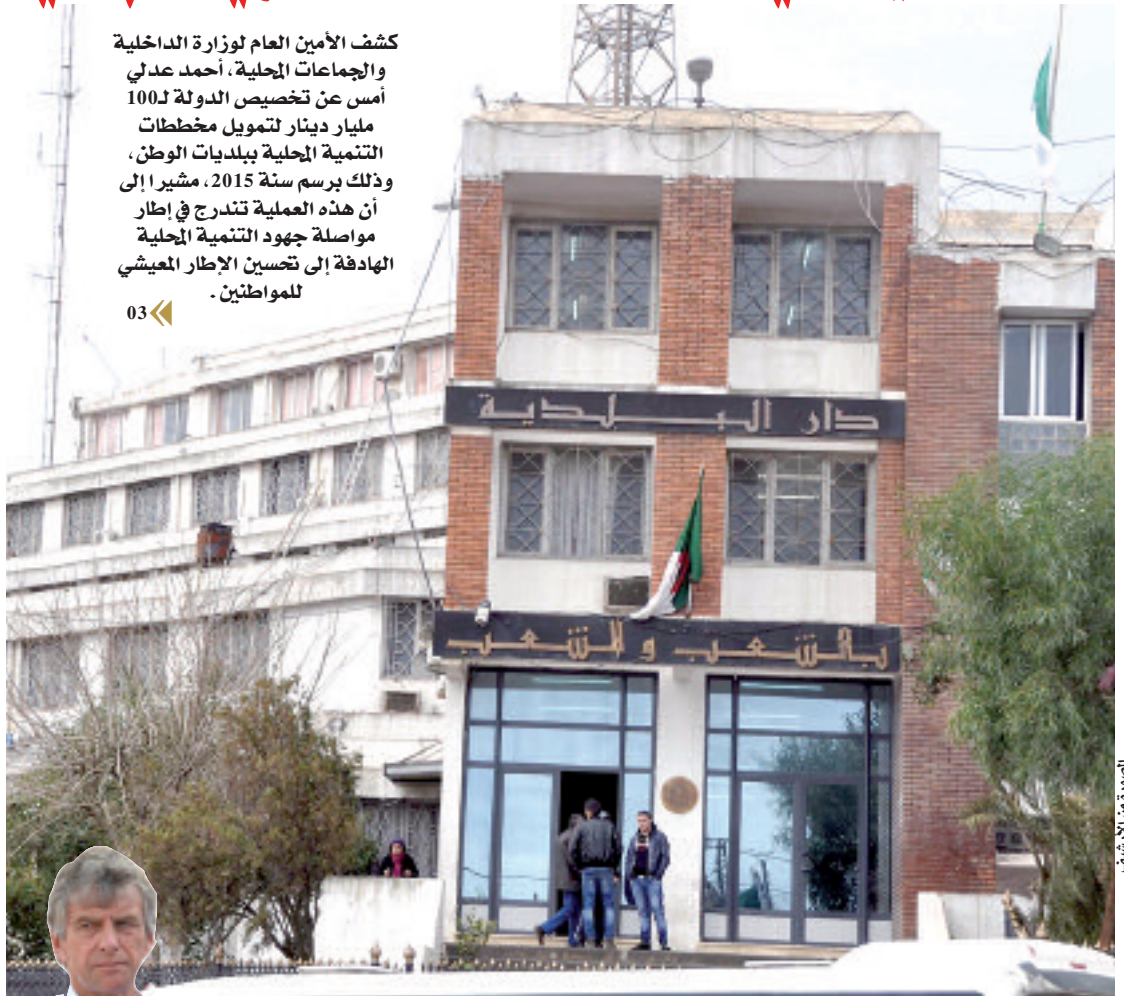 كشف الأمين العام لوزارة الداخلية
والجماعات المحلية، أحمد عدلي
أمس عن تخصيص الدولة لـ100
مليار دينار لتمويل مخططات
التنمية المحلية ببلديات الوطن،
وذلك برسم سنة 2015، مشيرا إلى
أن هذه العملية تندرج في إطار
مواصلة جهود التنمية المحلية
الهادفة إلى تحسين الإطار المعيشي
للمواطنين.
03
دار البـــلـــدية
بالشعب و للشعب